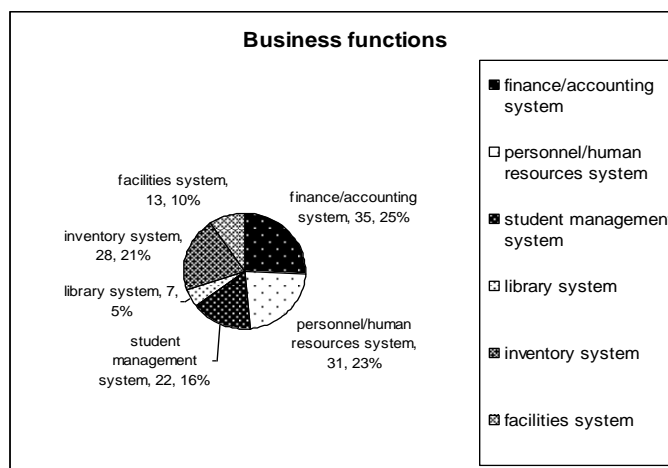 Business functions
facilities system,
13, 10%
finance/accounting
system, 35, 25%
inventory system,
28, 21%
library system, 7,
5%
student
management
system, 22, 16%
personnel/human
resources system,
31, 23%
finance/accounting
system
personnel/human
resources system
student management
system
library system
inventory system
facilities system